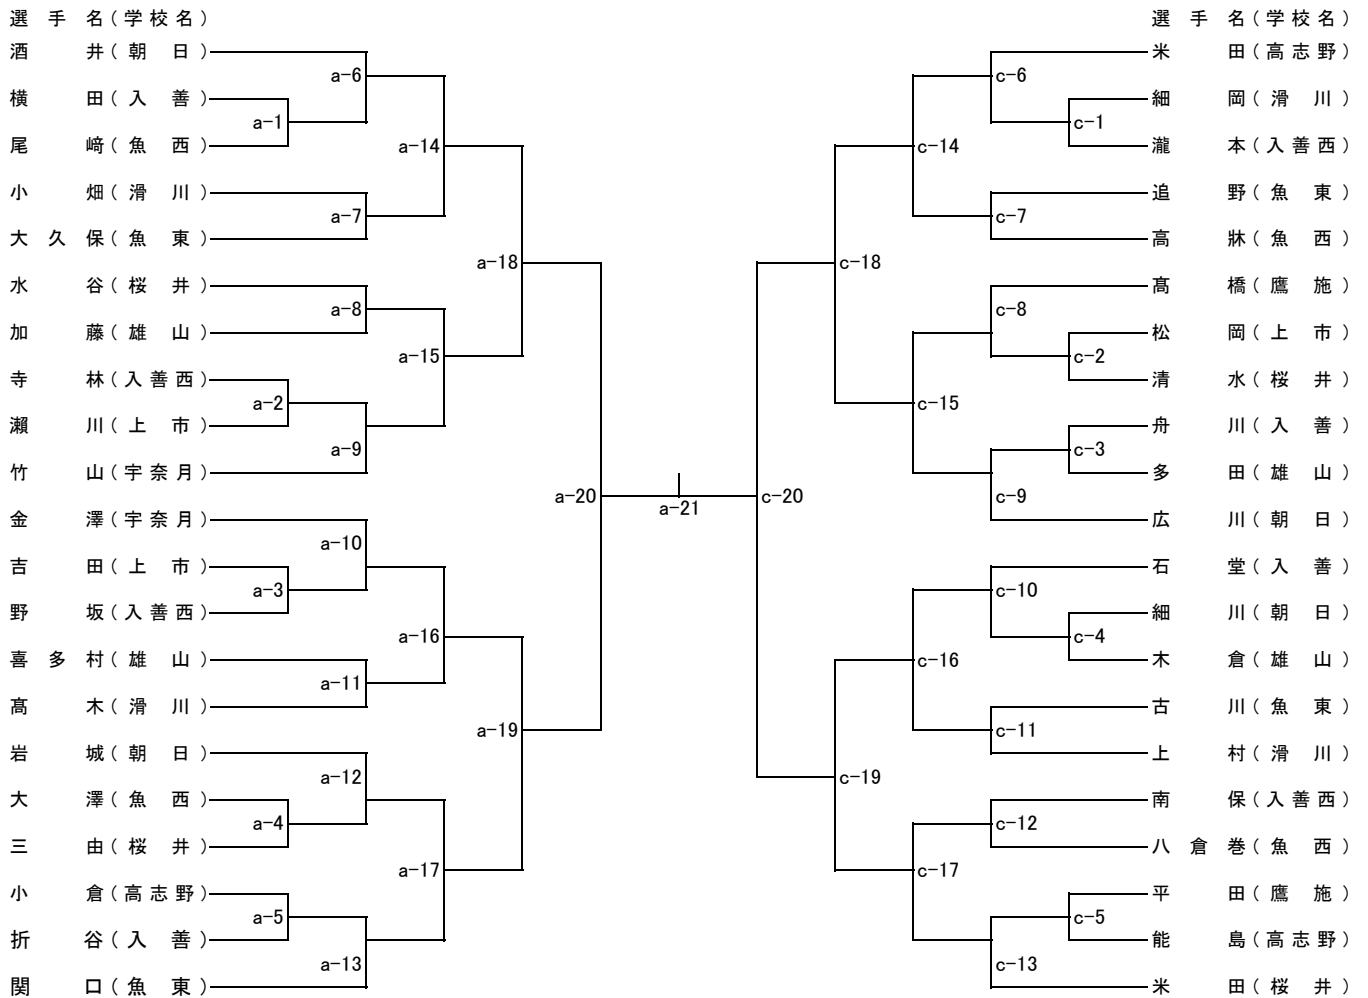 選手名(学校名)
酒井(朝日)
横田(入善)
尾﨑(魚西)
小畑(滑川)
大久保(魚東)
水谷(桜井)
加藤(雄山)
寺林(入善西)
瀨川(上市)
竹山(宇奈月)
金澤(宇奈月)
吉田(上市)
野坂(入善西)
喜多村(雄山)
髙木(滑川)
岩城(朝日)
大澤(魚西)
三由(桜井)
小倉(高志野)
折谷(入善)
関口(魚東)
a-1
a-2
a-3
a-4
a-5
a-6
a-7
a-8
a-9
a-10
a-11
a-12
a-13
a-14
a-15
a-16
a-17
a-18
a-19
a-20
a-21
c-20
c-18
c-19
c-14
c-15
c-16
c-17
c-6
c-7
c-8
c-9
c-10
c-11
c-12
c-13
c-1
c-2
c-3
c-4
c-5
選手名(学校名)
米田(高志野)
細岡(滑川)
瀧本(入善西)
追野(魚東)
高牀(魚西)
髙橋(鷹施)
松岡(上市)
清水(桜井)
舟川(入善)
多田(雄山)
広川(朝日)
石堂(入善)
細川(朝日)
木倉(雄山)
古川(魚東)
上村(滑川)
南保(入善西)
八倉巻(魚西)
平田(鷹施)
能島(高志野)
米田(桜井)